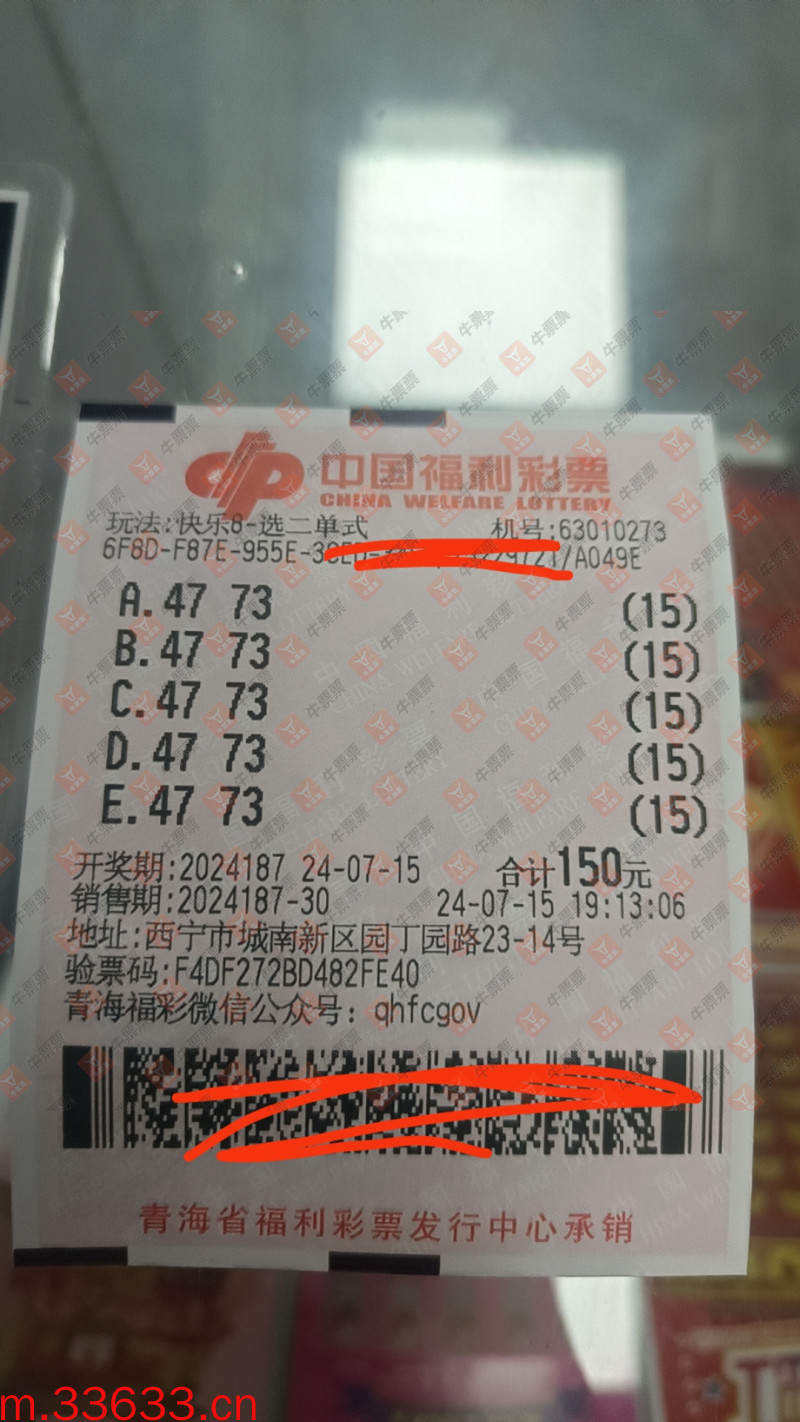 中国福利彩票
CHINA WELFARE LOTTERY
玩法:快乐8-选二单式 机号:63010273
6F8D-F87E-955E- /A049E
A.47 73 (15)
B.47 73 (15)
C.47 73 (15)
D.47 73 (15)
E.47 73 (15)
开奖期:2024187 24-07-15 合计150元
销售期:2024187-30 24-07-15 19:13:06
地址:西宁市城南新区园丁园路23-14号
验票码:F4DF272BD482FE40
青海福彩微信公众号: qhfcgov
青海省福利彩票发行中心承销
牛票票
m.33633.cn